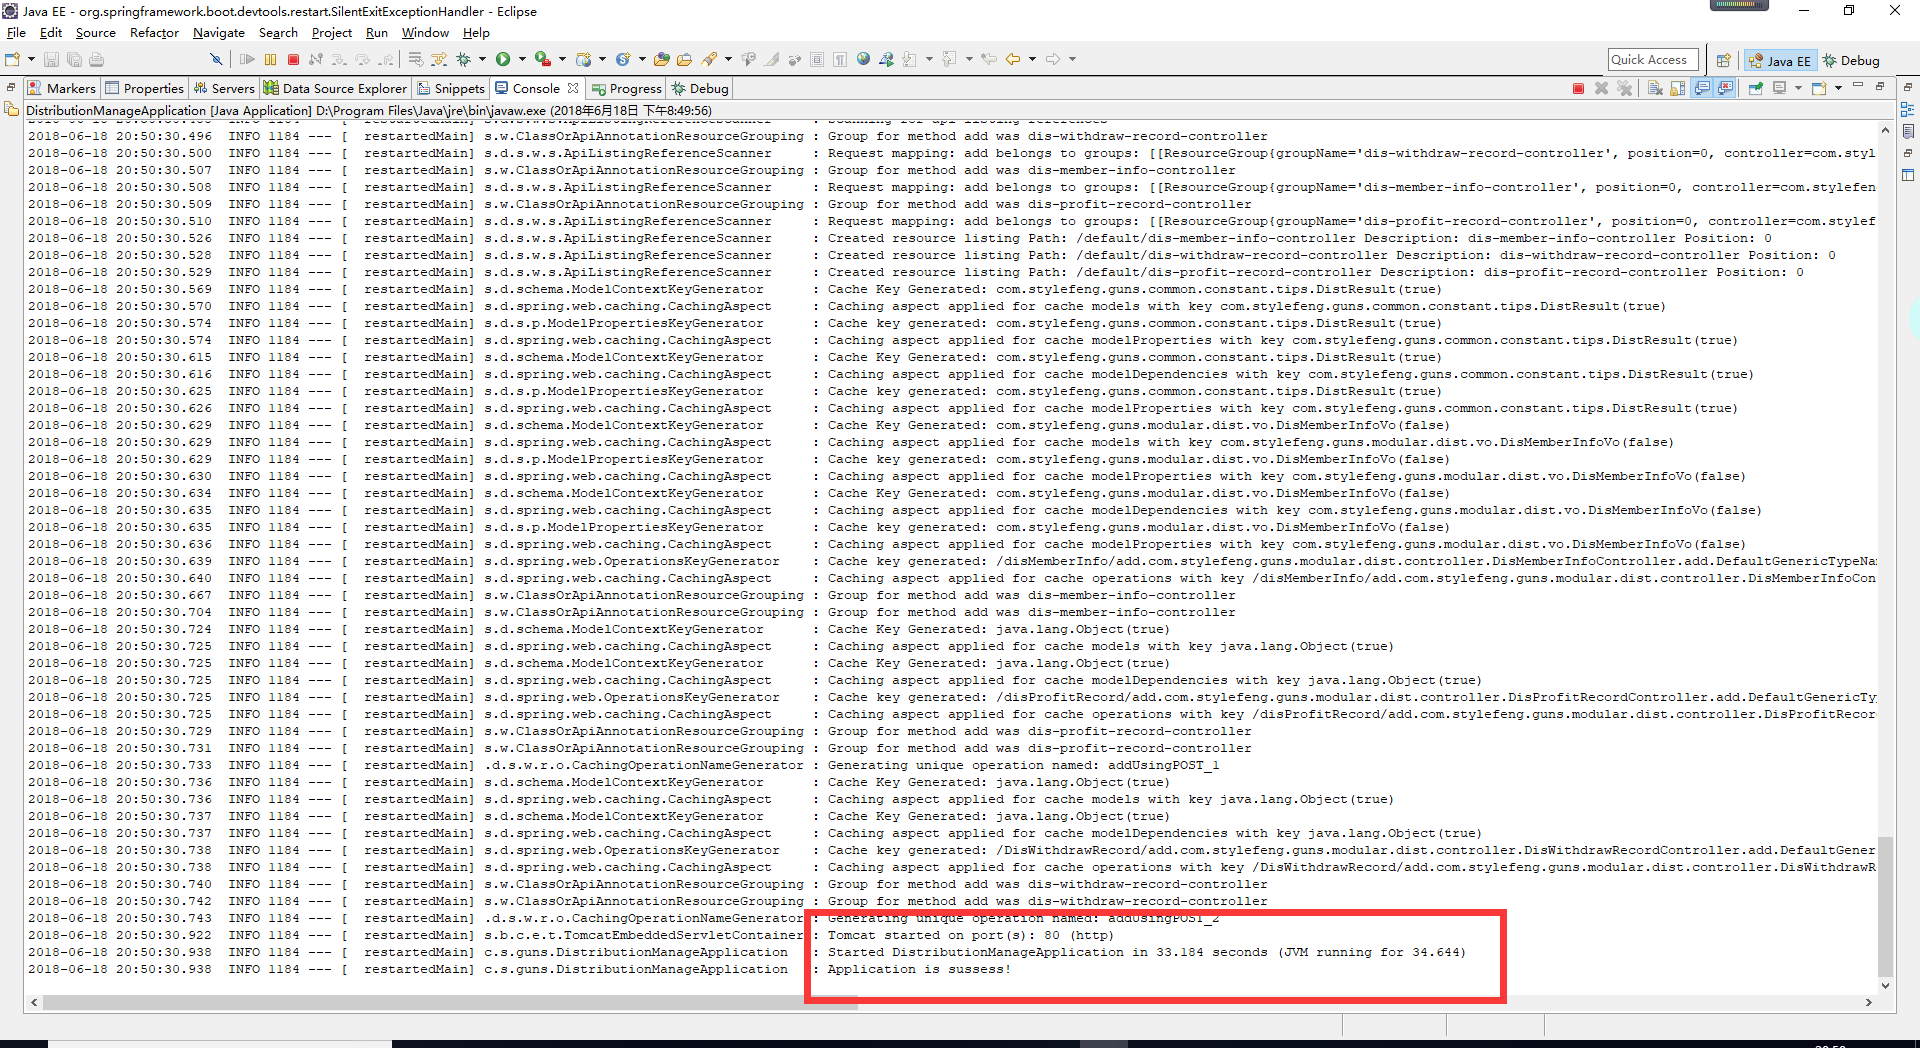 Java EE - org.springframework.boot.devtools.restart.SilentExitExceptionHandler - Eclipse
File Edit Source Refactor Navigate Search Project Run Window Help
Quick Access
Java EE
Debug
Markers Properties Servers Data Source Explorer Snippets Console Progress Debug
DistributionManageApplication [Java Application] D:\Program Files\Java\jre\bin\javaw.exe (2018年6月18日 下午8:49:56)
2018-06-18 20:50:30.496 INFO 1184 --- [ restartedMain] s.w.ClassOrApiAnnotationResourceGrouping : Group for method add was dis-withdraw-record-controller
2018-06-18 20:50:30.500 INFO 1184 --- [ restartedMain] s.d.s.w.s.ApiListingReferenceScanner : Request mapping: add belongs to groups: [[ResourceGroup{groupName='dis-withdraw-record-controller', position=0, controller=com.style
2018-06-18 20:50:30.507 INFO 1184 --- [ restartedMain] s.w.ClassOrApiAnnotationResourceGrouping : Group for method add was dis-member-info-controller
2018-06-18 20:50:30.508 INFO 1184 --- [ restartedMain] s.d.s.w.s.ApiListingReferenceScanner : Request mapping: add belongs to groups: [[ResourceGroup{groupName='dis-member-info-controller', position=0, controller=com.stylefen
2018-06-18 20:50:30.509 INFO 1184 --- [ restartedMain] s.w.ClassOrApiAnnotationResourceGrouping : Group for method add was dis-profit-record-controller
2018-06-18 20:50:30.510 INFO 1184 --- [ restartedMain] s.d.s.w.s.ApiListingReferenceScanner : Request mapping: add belongs to groups: [[ResourceGroup{groupName='dis-profit-record-controller', position=0, controller=com.stylef
2018-06-18 20:50:30.526 INFO 1184 --- [ restartedMain] s.d.s.w.s.ApiListingReferenceScanner : Created resource listing Path: /default/dis-member-info-controller Description: dis-member-info-controller Position: 0
2018-06-18 20:50:30.528 INFO 1184 --- [ restartedMain] s.d.s.w.s.ApiListingReferenceScanner : Created resource listing Path: /default/dis-withdraw-record-controller Description: dis-withdraw-record-controller Position: 0
2018-06-18 20:50:30.529 INFO 1184 --- [ restartedMain] s.d.s.w.s.ApiListingReferenceScanner : Created resource listing Path: /default/dis-profit-record-controller Description: dis-profit-record-controller Position: 0
2018-06-18 20:50:30.569 INFO 1184 --- [ restartedMain] s.d.schema.ModelContextKeyGenerator : Cache Key Generated: com.stylefeng.guns.common.constant.tips.DistResult(true)
2018-06-18 20:50:30.570 INFO 1184 --- [ restartedMain] s.d.spring.web.caching.CachingAspect : Caching aspect applied for cache models with key com.stylefeng.guns.common.constant.tips.DistResult(true)
2018-06-18 20:50:30.574 INFO 1184 --- [ restartedMain] s.d.s.p.ModelPropertiesKeyGenerator : Cache key generated: com.stylefeng.guns.common.constant.tips.DistResult(true)
2018-06-18 20:50:30.574 INFO 1184 --- [ restartedMain] s.d.spring.web.caching.CachingAspect : Caching aspect applied for cache modelProperties with key com.stylefeng.guns.common.constant.tips.DistResult(true)
2018-06-18 20:50:30.615 INFO 1184 --- [ restartedMain] s.d.schema.ModelContextKeyGenerator : Cache Key Generated: com.stylefeng.guns.common.constant.tips.DistResult(true)
2018-06-18 20:50:30.616 INFO 1184 --- [ restartedMain] s.d.spring.web.caching.CachingAspect : Caching aspect applied for cache modelDependencies with key com.stylefeng.guns.common.constant.tips.DistResult(true)
2018-06-18 20:50:30.625 INFO 1184 --- [ restartedMain] s.d.s.p.ModelPropertiesKeyGenerator : Cache key generated: com.stylefeng.guns.common.constant.tips.DistResult(true)
2018-06-18 20:50:30.626 INFO 1184 --- [ restartedMain] s.d.spring.web.caching.CachingAspect : Caching aspect applied for cache modelProperties with key com.stylefeng.guns.common.constant.tips.DistResult(true)
2018-06-18 20:50:30.629 INFO 1184 --- [ restartedMain] s.d.schema.ModelContextKeyGenerator : Cache Key Generated: com.stylefeng.guns.modular.dist.vo.DisMemberInfoVo(false)
2018-06-18 20:50:30.629 INFO 1184 --- [ restartedMain] s.d.spring.web.caching.CachingAspect : Caching aspect applied for cache models with key com.stylefeng.guns.modular.dist.vo.DisMemberInfoVo(false)
2018-06-18 20:50:30.629 INFO 1184 --- [ restartedMain] s.d.s.p.ModelPropertiesKeyGenerator : Cache key generated: com.stylefeng.guns.modular.dist.vo.DisMemberInfoVo(false)
2018-06-18 20:50:30.630 INFO 1184 --- [ restartedMain] s.d.spring.web.caching.CachingAspect : Caching aspect applied for cache modelProperties with key com.stylefeng.guns.modular.dist.vo.DisMemberInfoVo(false)
2018-06-18 20:50:30.634 INFO 1184 --- [ restartedMain] s.d.schema.ModelContextKeyGenerator : Cache Key Generated: com.stylefeng.guns.modular.dist.vo.DisMemberInfoVo(false)
2018-06-18 20:50:30.635 INFO 1184 --- [ restartedMain] s.d.spring.web.caching.CachingAspect : Caching aspect applied for cache modelDependencies with key com.stylefeng.guns.modular.dist.vo.DisMemberInfoVo(false)
2018-06-18 20:50:30.635 INFO 1184 --- [ restartedMain] s.d.s.p.ModelPropertiesKeyGenerator : Cache key generated: com.stylefeng.guns.modular.dist.vo.DisMemberInfoVo(false)
2018-06-18 20:50:30.636 INFO 1184 --- [ restartedMain] s.d.spring.web.caching.CachingAspect : Caching aspect applied for cache modelProperties with key com.stylefeng.guns.modular.dist.vo.DisMemberInfoVo(false)
2018-06-18 20:50:30.639 INFO 1184 --- [ restartedMain] s.d.spring.web.OperationsKeyGenerator : Cache key generated: /disMemberInfo/add.com.stylefeng.guns.modular.dist.controller.DisMemberInfoController.add.DefaultGenericTypeNa
2018-06-18 20:50:30.640 INFO 1184 --- [ restartedMain] s.d.spring.web.caching.CachingAspect : Caching aspect applied for cache operations with key /disMemberInfo/add.com.stylefeng.guns.modular.dist.controller.DisMemberInfoCon
2018-06-18 20:50:30.667 INFO 1184 --- [ restartedMain] s.w.ClassOrApiAnnotationResourceGrouping : Group for method add was dis-member-info-controller
2018-06-18 20:50:30.704 INFO 1184 --- [ restartedMain] s.w.ClassOrApiAnnotationResourceGrouping : Group for method add was dis-member-info-controller
2018-06-18 20:50:30.724 INFO 1184 --- [ restartedMain] s.d.schema.ModelContextKeyGenerator : Cache Key Generated: java.lang.Object(true)
2018-06-18 20:50:30.725 INFO 1184 --- [ restartedMain] s.d.spring.web.caching.CachingAspect : Caching aspect applied for cache models with key java.lang.Object(true)
2018-06-18 20:50:30.725 INFO 1184 --- [ restartedMain] s.d.schema.ModelContextKeyGenerator : Cache Key Generated: java.lang.Object(true)
2018-06-18 20:50:30.725 INFO 1184 --- [ restartedMain] s.d.spring.web.caching.CachingAspect : Caching aspect applied for cache modelDependencies with key java.lang.Object(true)
2018-06-18 20:50:30.725 INFO 1184 --- [ restartedMain] s.d.spring.web.OperationsKeyGenerator : Cache key generated: /disProfitRecord/add.com.stylefeng.guns.modular.dist.controller.DisProfitRecordController.add.DefaultGenericTy
2018-06-18 20:50:30.725 INFO 1184 --- [ restartedMain] s.d.spring.web.caching.CachingAspect : Caching aspect applied for cache operations with key /disProfitRecord/add.com.stylefeng.guns.modular.dist.controller.DisProfitRecor
2018-06-18 20:50:30.729 INFO 1184 --- [ restartedMain] s.w.ClassOrApiAnnotationResourceGrouping : Group for method add was dis-profit-record-controller
2018-06-18 20:50:30.731 INFO 1184 --- [ restartedMain] s.w.ClassOrApiAnnotationResourceGrouping : Group for method add was dis-profit-record-controller
2018-06-18 20:50:30.733 INFO 1184 --- [ restartedMain] .d.s.w.r.o.CachingOperationNameGenerator : Generating unique operation named: addUsingPOST_1
2018-06-18 20:50:30.736 INFO 1184 --- [ restartedMain] s.d.schema.ModelContextKeyGenerator : Cache Key Generated: java.lang.Object(true)
2018-06-18 20:50:30.736 INFO 1184 --- [ restartedMain] s.d.spring.web.caching.CachingAspect : Caching aspect applied for cache models with key java.lang.Object(true)
2018-06-18 20:50:30.737 INFO 1184 --- [ restartedMain] s.d.schema.ModelContextKeyGenerator : Cache Key Generated: java.lang.Object(true)
2018-06-18 20:50:30.737 INFO 1184 --- [ restartedMain] s.d.spring.web.caching.CachingAspect : Caching aspect applied for cache modelDependencies with key java.lang.Object(true)
2018-06-18 20:50:30.738 INFO 1184 --- [ restartedMain] s.d.spring.web.OperationsKeyGenerator : Cache key generated: /DisWithdrawRecord/add.com.stylefeng.guns.modular.dist.controller.DisWithdrawRecordController.add.DefaultGener
2018-06-18 20:50:30.738 INFO 1184 --- [ restartedMain] s.d.spring.web.caching.CachingAspect : Caching aspect applied for cache operations with key /DisWithdrawRecord/add.com.stylefeng.guns.modular.dist.controller.DisWithdrawR
2018-06-18 20:50:30.740 INFO 1184 --- [ restartedMain] s.w.ClassOrApiAnnotationResourceGrouping : Group for method add was dis-withdraw-record-controller
2018-06-18 20:50:30.742 INFO 1184 --- [ restartedMain] s.w.ClassOrApiAnnotationResourceGrouping : Group for method add was dis-withdraw-record-controller
2018-06-18 20:50:30.743 INFO 1184 --- [ restartedMain] .d.s.w.r.o.CachingOperationNameGenerator : Generating unique operation named: addUsingPOST_2
2018-06-18 20:50:30.922 INFO 1184 --- [ restartedMain] s.b.c.e.t.TomcatEmbeddedServletContainer : Tomcat started on port(s): 80 (http)
2018-06-18 20:50:30.938 INFO 1184 --- [ restartedMain] c.s.guns.DistributionManageApplication : Started DistributionManageApplication in 33.184 seconds (JVM running for 34.644)
2018-06-18 20:50:30.938 INFO 1184 --- [ restartedMain] c.s.guns.DistributionManageApplication : Application is sussess!